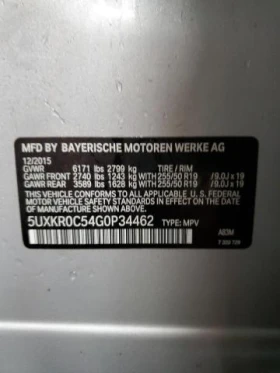 MFD BY BAYERISCHE MOTOREN WERKE AG
12/2015
GVWR 6171 lbs 2799 kg TIRE / RIM
GAWR FRONT 2740 lbs 1243 kg 255/50 R19 /9.0J x 19
GAWR REAR 3589 lbs 1628 kg 255/50 R19 /9.0J x 19
THIS VEHICLE CONFORMS TO ALL APPLICABLE U. S. FEDERAL
MOTOR VEHICLE SAFETY STANDARDS IN EFFECT ON THE DATE OF
MANUFACTURE SHOWN ABOVE.
5UXKR0C54G0P34462 TYPE: MPV
A83M